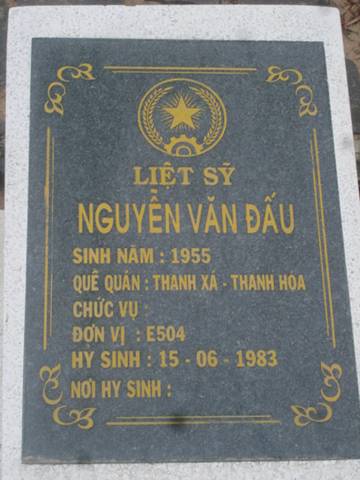 LIỆT SỸ
NGUYỄN VĂN ĐẤU
SINH NĂM : 1955
QUÊ QUÁN : THANH XÁ - THANH HÓA
CHỨC VỤ :
ĐƠN VỊ : E504
HY SINH : 15 - 06 - 1983
NƠI HY SINH :